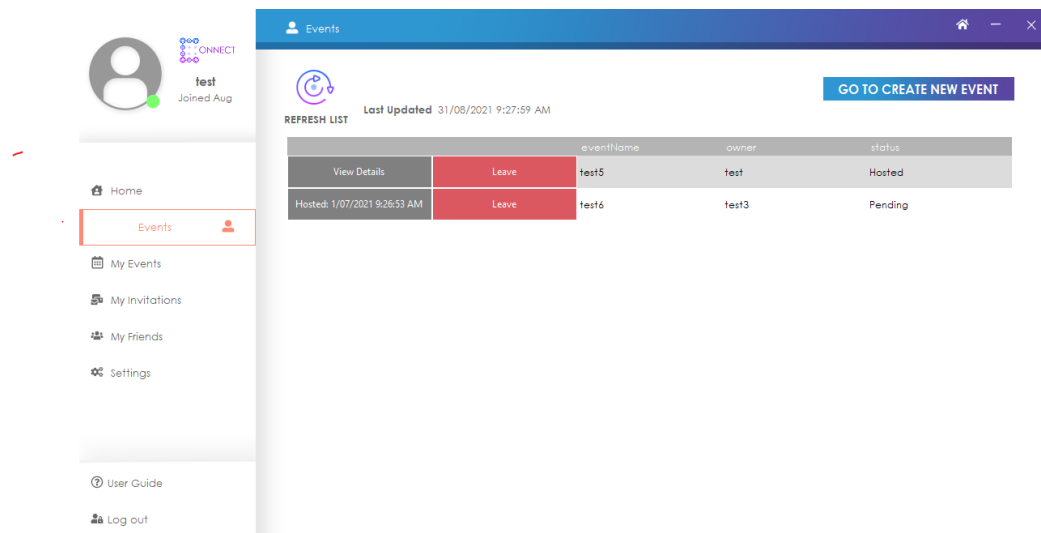 ONNECT
test
Joined Aug
Home
Events
My Events
My Invitations
My Friends
Settings
User Guide
Log out
Events
REFRESH LIST
Last Updated 31/08/2021 9:27:59 AM
GO TO CREATE NEW EVENT
eventName owner status
View Details Leave test5 test Hosted
Hosted: 1/07/2021 9:26:53 AM Leave test6 test3 Pending